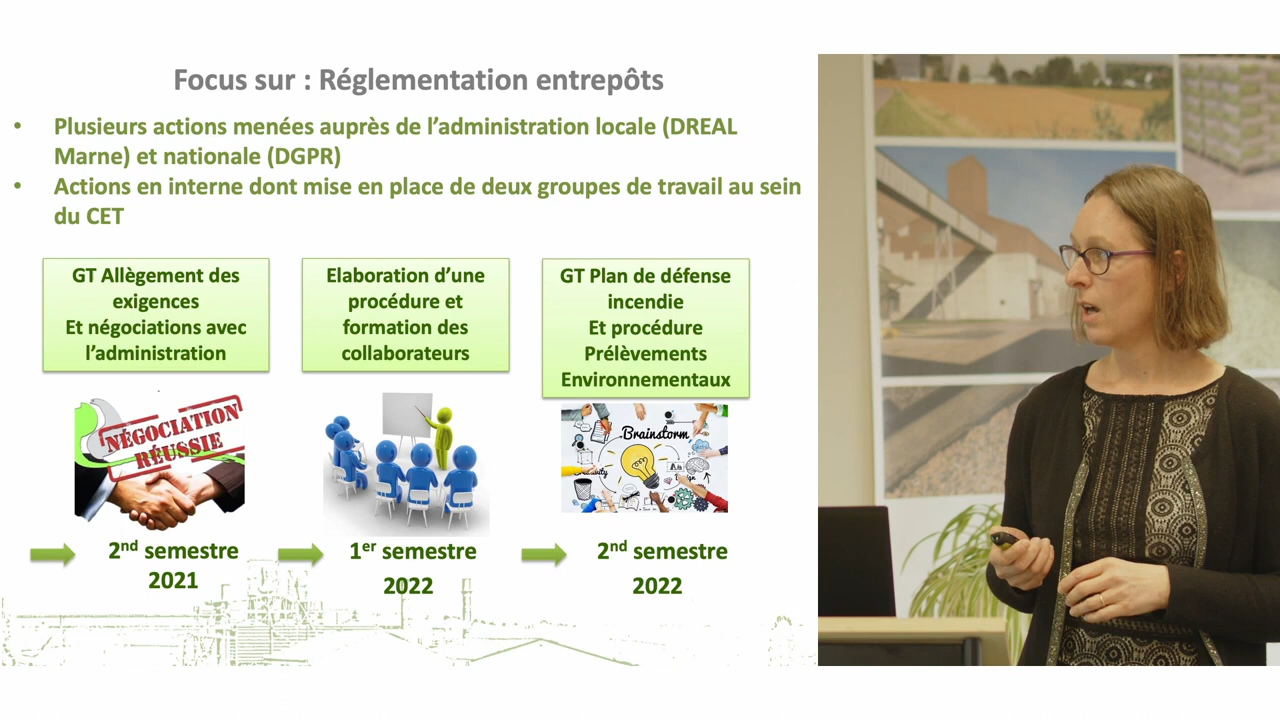 Focus sur : Réglementation entrepôts
• Plusieurs actions menées auprès de l’administration locale (DREAL
Marne) et nationale (DGPR)
• Actions en interne dont mise en place de deux groupes de travail au sein
du CET
GT Allègement des
exigences
Et négociations avec
l’administration
Elaboration d’une
procédure et
formation des
collaborateurs
GT Plan de défense
incendie
Et procédure
Prélèvements
Environnementaux
NÉGOCIATION
RÉUSSIE
Brainstorm
2nd semestre
2021
1er semestre
2022
2nd semestre
2022